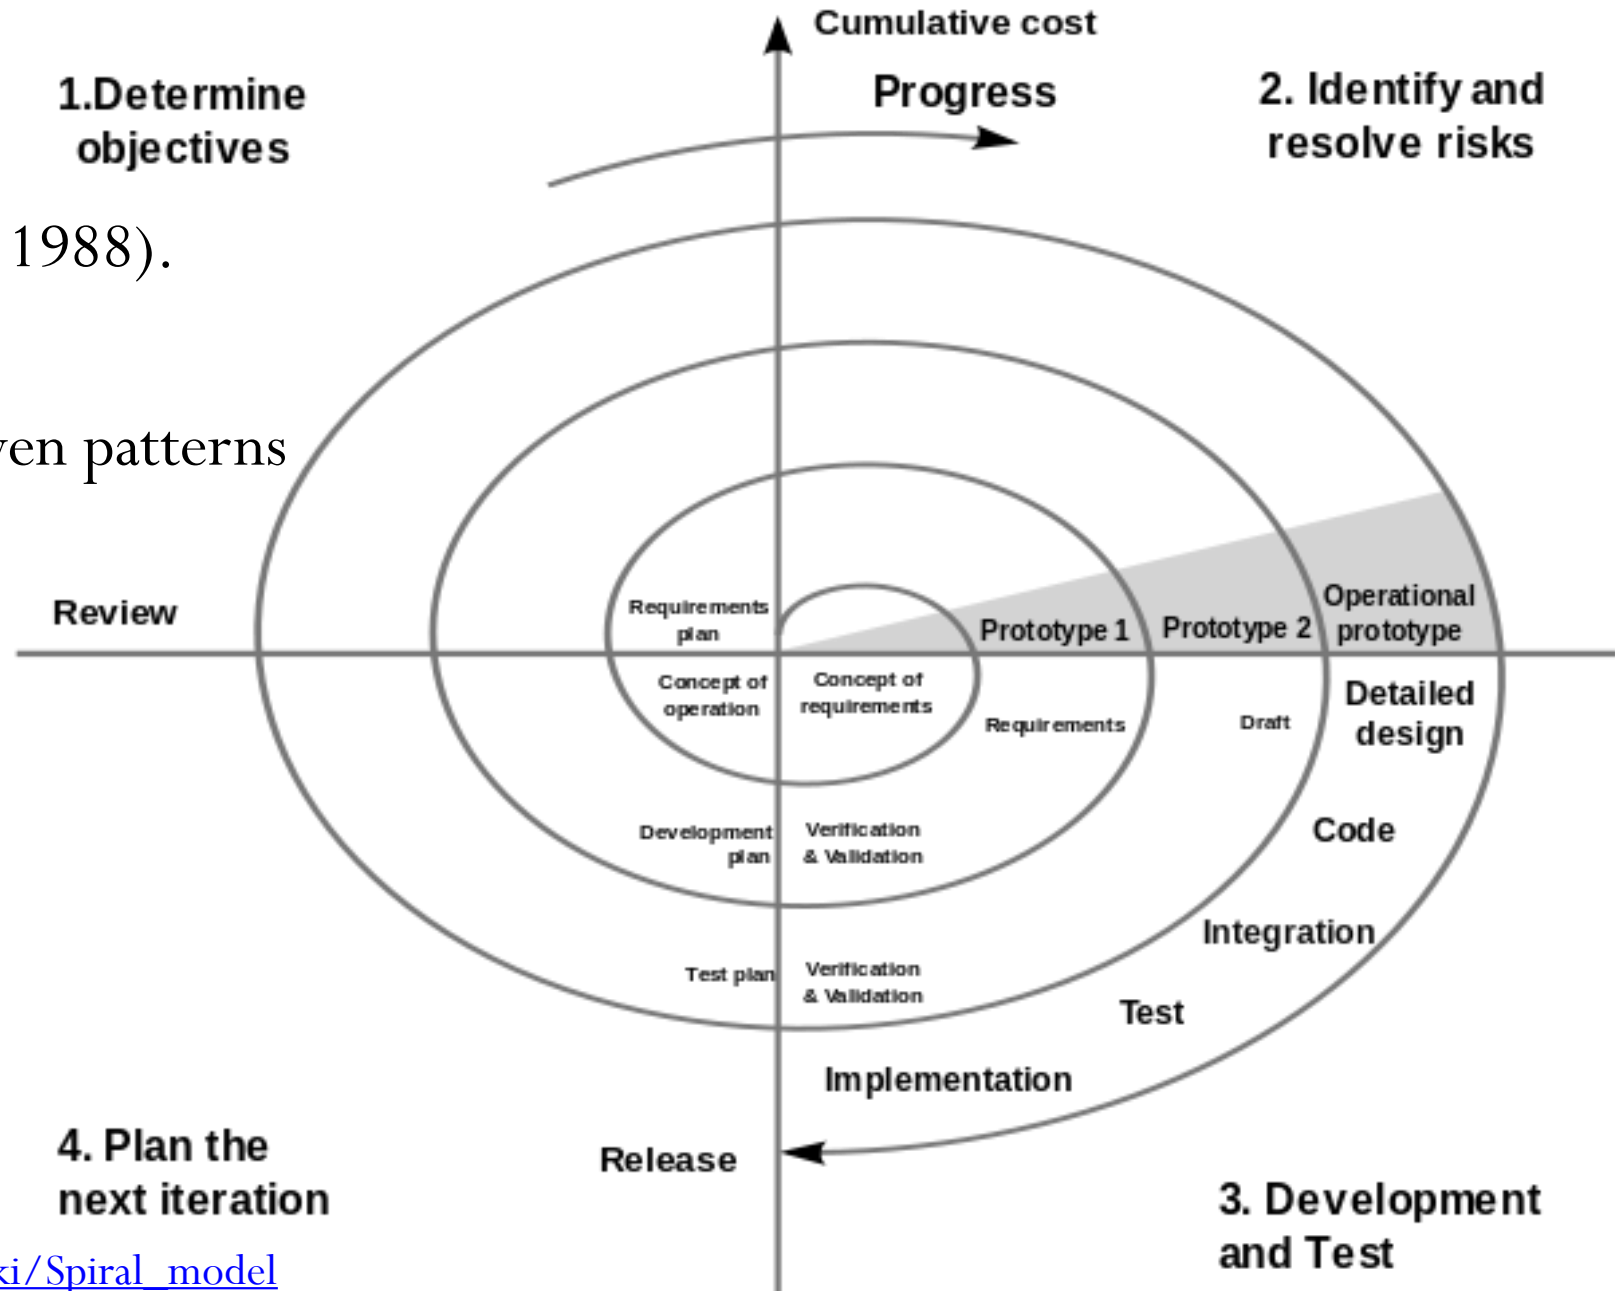 Cumulative cost
Progress
1.Determine
objectives
2. Identify and
resolve risks
1988).
ven patterns
Review
Requirements
plan
Prototype 1
Prototype 2
Operational
prototype
Concept of
operation
Concept of
requirements
Requirements
Draft
Detailed
design
Code
Development
plan
Verification
& Validation
Integration
Test plan
Verification
& Validation
Test
Implementation
Release
4. Plan the
next iteration
3. Development
and Test
ki/Spiral_model